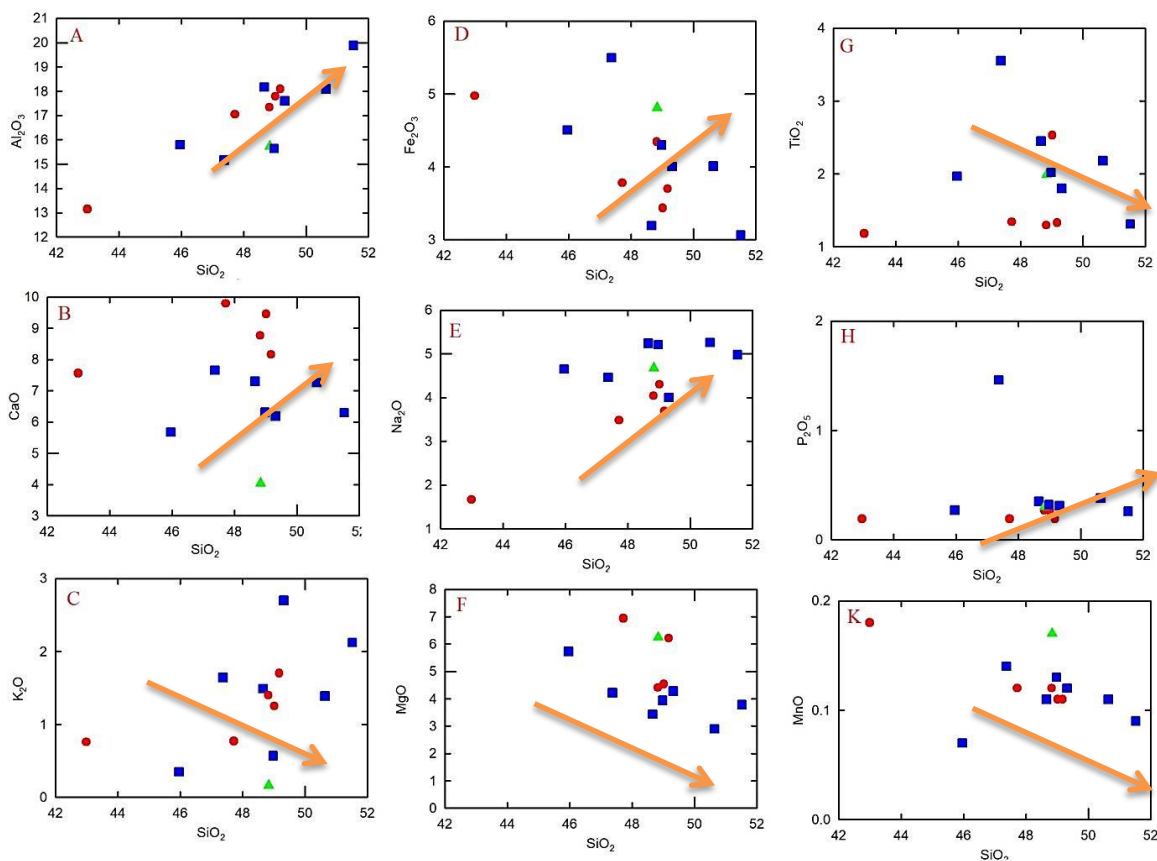 A
Al₂O₃
21
20
19
18
17
16
15
14
13
12
42 44 46 48 50 52
SiO₂
D
Fe₂O₃
6
5
4
3
42 44 46 48 50 52
SiO₂
G
TiO₂
4
3
2
1
42 44 46 48 50 52
SiO₂
B
CaO
10
9
8
7
6
5
4
3
42 44 46 48 50 52
SiO₂
E
Na₂O
6
5
4
3
2
1
42 44 46 48 50 52
SiO₂
H
P₂O₅
2
1
0
42 44 46 48 50 52
SiO₂
C
K₂O
3
2
1
0
42 44 46 48 50 52
SiO₂
F
MgO
8
7
6
5
4
3
2
1
0
42 44 46 48 50 52
SiO₂
K
MnO
0.2
0.1
0.0
42 44 46 48 50 52
SiO₂